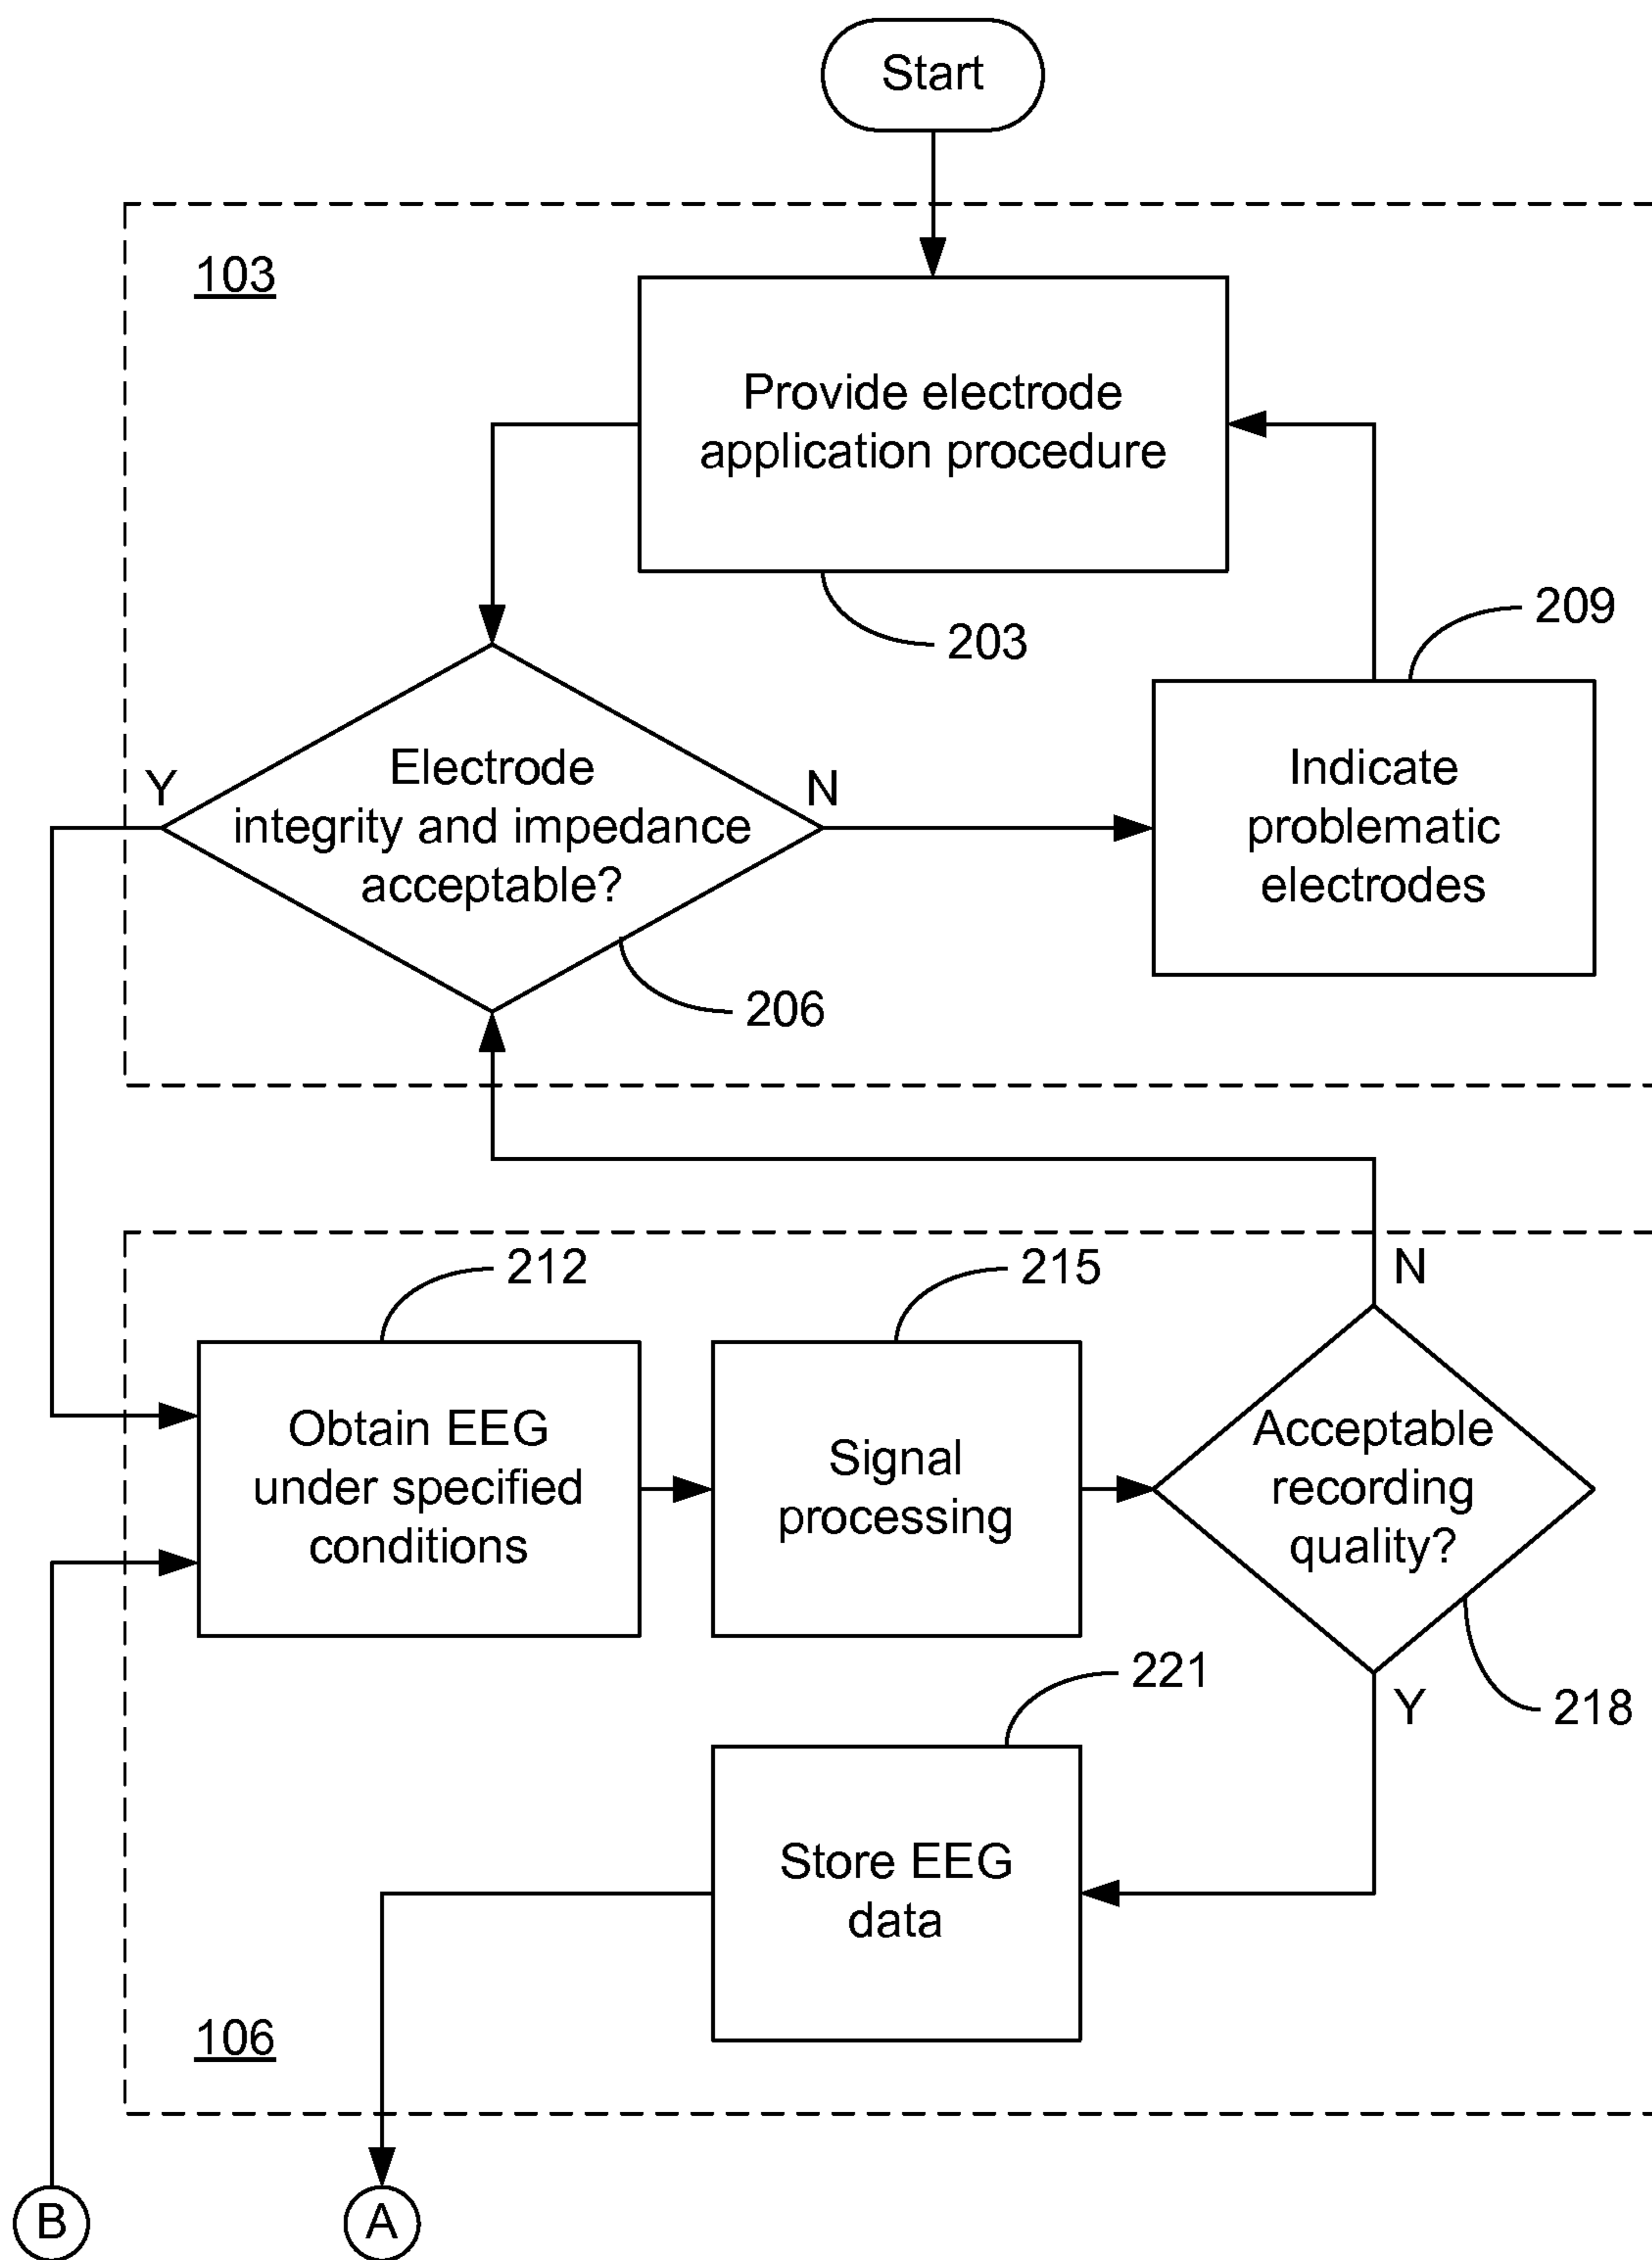 Start
103
Provide electrode
application procedure
203
209
Y
Electrode
integrity and impedance
acceptable?
N
Indicate
problematic
electrodes
206
212
215
N
Obtain EEG
under specified
conditions
Signal
processing
Acceptable
recording
quality?
221
Y
218
Store EEG
data
106
B
A